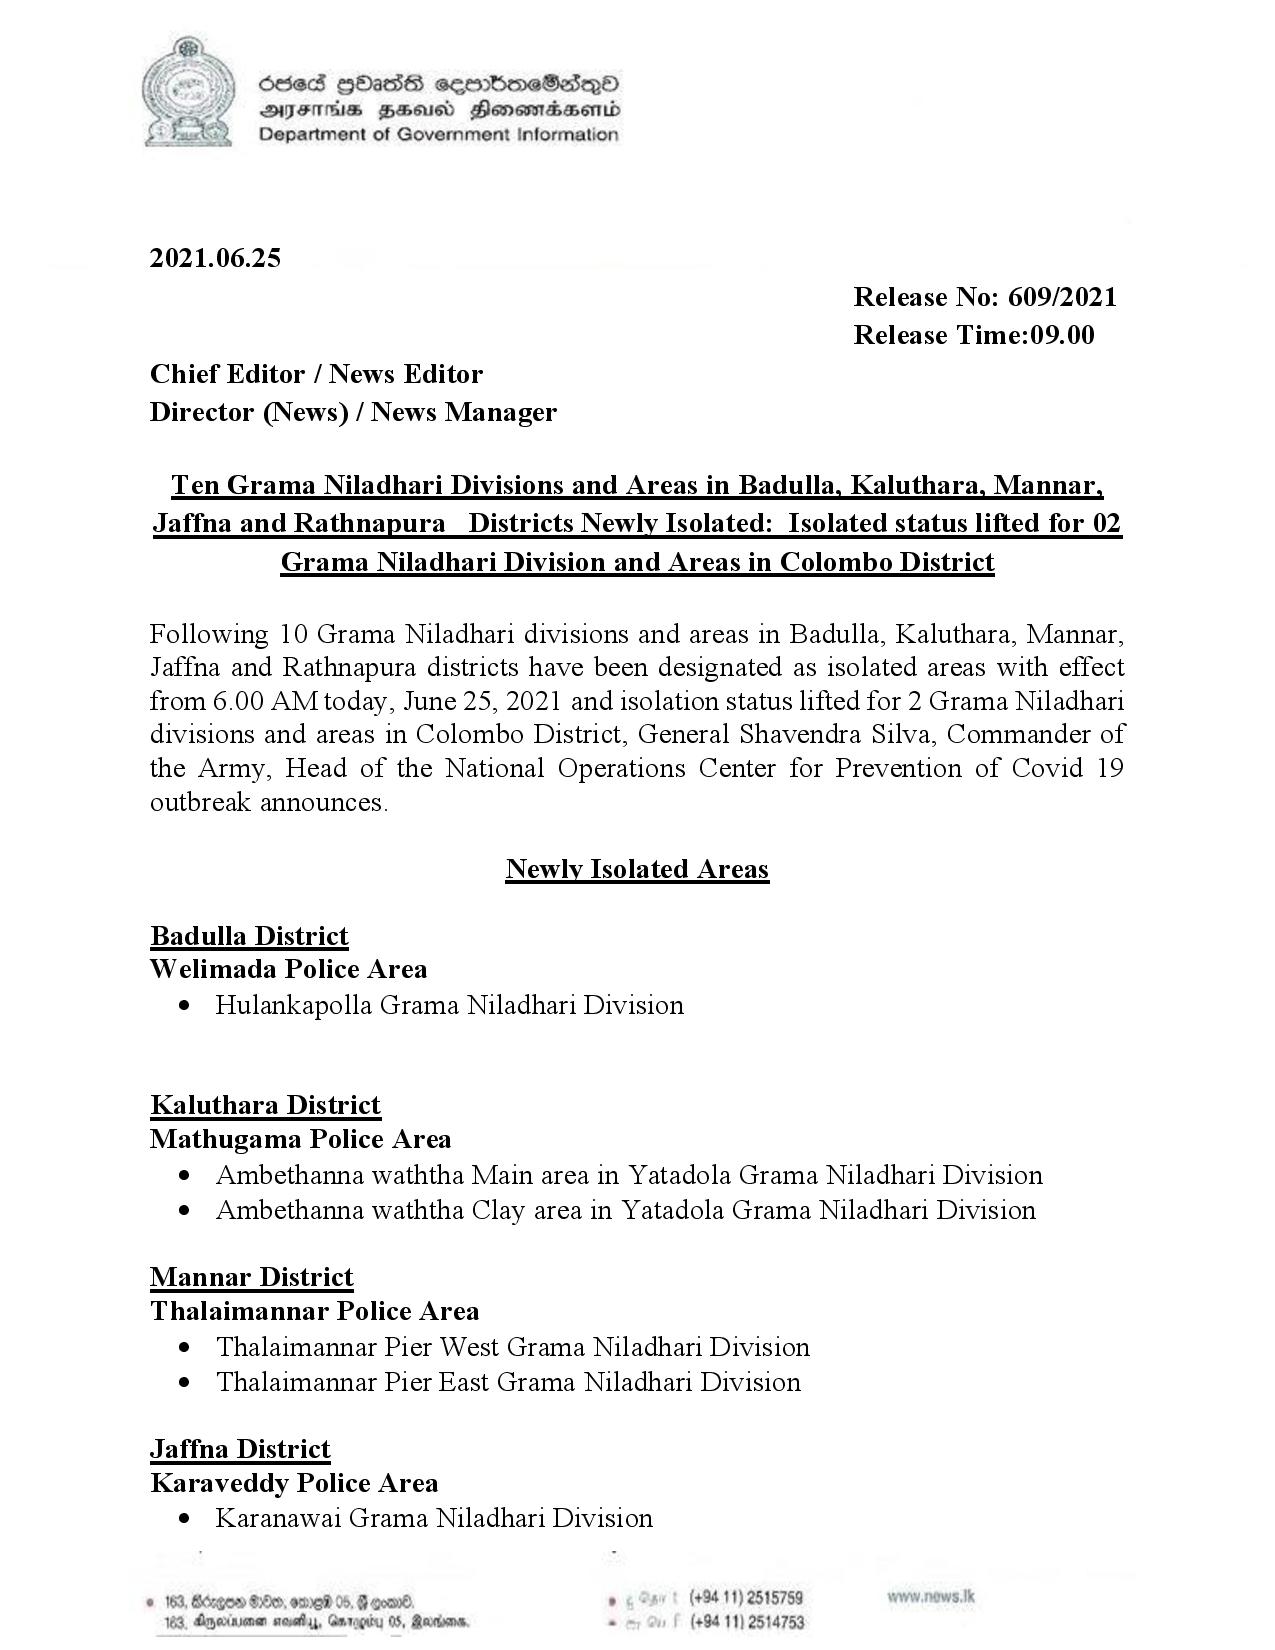 රජයේ ප්‍රවෘත්ති දෙපාර්තමේන්තුව
அரசாங்க தகவல் திணைக்களம்
Department of Government Information
2021.06.25
Release No: 609/2021
Release Time:09.00
Chief Editor / News Editor
Director (News) / News Manager
Ten Grama Niladhari Divisions and Areas in Badulla, Kaluthara, Mannar,
Jaffna and Rathnapura Districts Newly Isolated: Isolated status lifted for 02
Grama Niladhari Division and Areas in Colombo District
Following 10 Grama Niladhari divisions and areas in Badulla, Kaluthara, Mannar,
Jaffna and Rathnapura districts have been designated as isolated areas with effect
from 6.00 AM today, June 25, 2021 and isolation status lifted for 2 Grama Niladhari
divisions and areas in Colombo District, General Shavendra Silva, Commander of
the Army, Head of the National Operations Center for Prevention of Covid 19
outbreak announces.
Newly Isolated Areas
Badulla District
Welimada Police Area
• Hulankapolla Grama Niladhari Division
Kaluthara District
Mathugama Police Area
• Ambethanna waththa Main area in Yatadola Grama Niladhari Division
• Ambethanna waththa Clay area in Yatadola Grama Niladhari Division
Mannar District
Thalaimannar Police Area
• Thalaimannar Pier West Grama Niladhari Division
• Thalaimannar Pier East Grama Niladhari Division
Jaffna District
Karaveddy Police Area
• Karanawai Grama Niladhari Division
163, කිරුළපන මාවත, කොළඹ 05, ශ්‍රී ලංකාව.
163, கிருலப்பனை எவனியூ, கொழும்பு 05, இலங்கை.
(+94 11) 2515759
(+94 11) 2514753
www.news.lk